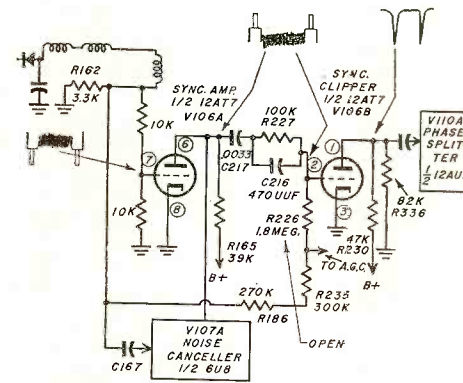 R162
3.3K
10K
SYNC. AMP.
1/2 12AT7
V106A
100K
R227
.0033
C217
C216
470UUF
SYNC.
CLIPPER
1/2 12AT7
V106B
V110A
PHASE
SPLIT-
TER
1/2 12AU
7
6
8
10K
R165
39K
B+
2
1
3
R226
1.8MEG.
47K
R230
82K
R336
TO A.G.C.
B+
270K
R186
R235
300K
OPEN
C167
V107A
NOISE
CANCELLER
1/2 6U8